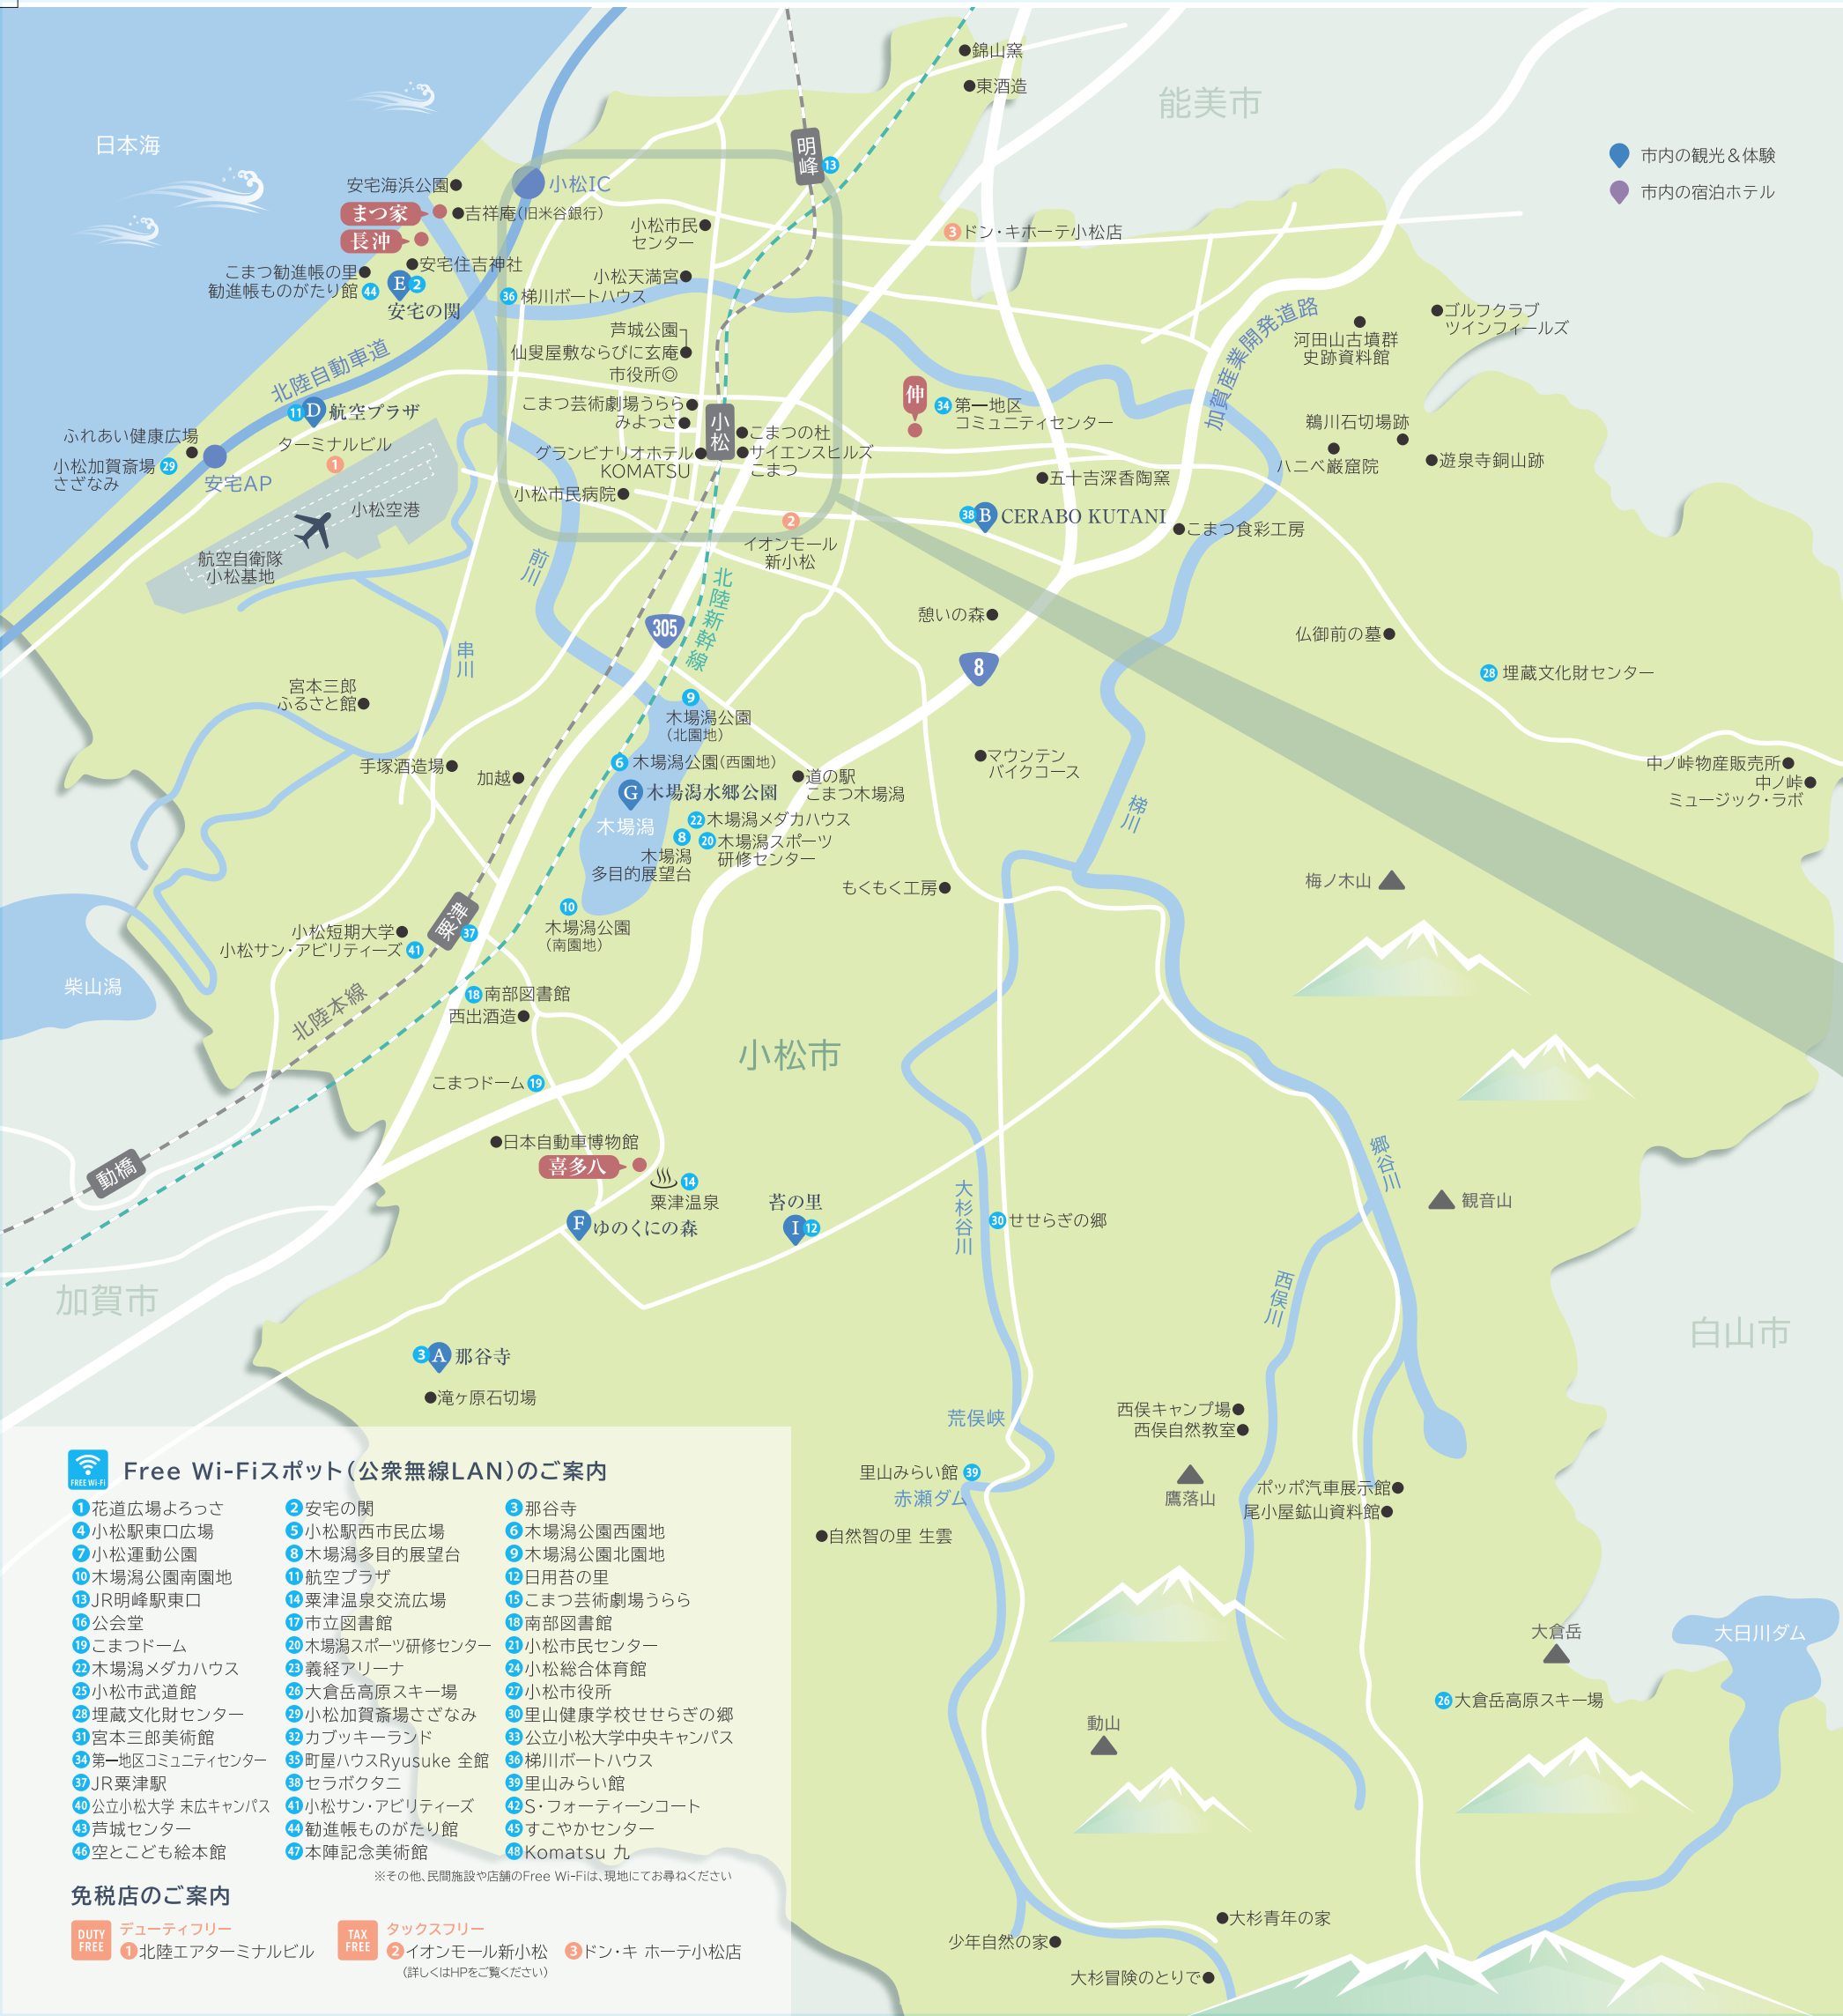 錦山窯
東酒造
能美市
日本海
明峰
13
市内の観光＆体験
市内の宿泊ホテル
安宅海浜公園
小松IC
まつ家
吉祥庵（旧米谷銀行）
長沖
小松市民
センター
3 ドン・キホーテ小松店
安宅住吉神社
こまつ勧進帳の里
勧進帳ものがたり館 44
E 2
安宅の関
小松天満宮
36 梯川ボートハウス
芦城公園
仙叟屋敷ならびに玄庵
市役所◎
加賀産業開発道路
河田山古墳群
史跡資料館
ゴルフクラブ
ツインフィールズ
北陸自動車道
11 D 航空プラザ
ターミナルビル
1
こまつ芸術劇場うらら
みよっさ
小松
こまつの杜
サイエンスヒルズ
こまつ
グランビナリオホテル
KOMATSU
小松市民病院
伸
34 第一地区
コミュニティセンター
鵜川石切場跡
ハニベ巌窟院
遊泉寺銅山跡
ふれあい健康広場
小松加賀斎場 29
さざなみ
安宅AP
小松空港
航空自衛隊
小松基地
五十吉深香陶窯
38 B CERABO KUTANI
こまつ食彩工房
2
イオンモール
新小松
前川
北陸新幹線
305
8
憩いの森
仏御前の墓
28 埋蔵文化財センター
串川
宮本三郎
ふるさと館
9
木場潟公園
（北園地）
手塚酒造場
加越
6 木場潟公園（西園地）
G 木場潟水郷公園
木場潟
道の駅
こまつ木場潟
マウンテン
バイクコース
中ノ峠物産販売所
中ノ峠
ミュージック・ラボ
22 木場潟メダカハウス
8
20 木場潟スポーツ
研修センター
木場潟
多目的展望台
梯川
もくもく工房
梅ノ木山
10
木場潟公園
（南園地）
粟津
37
小松短期大学
小松サン・アビリティーズ 41
柴山潟
北陸本線
18 南部図書館
西出酒造
小松市
こまつドーム 19
日本自動車博物館
喜多八
14
粟津温泉
動橋
F ゆのくにの森
苔の里
I 12
大杉谷川
30 せせらぎの郷
郷谷川
観音山
西俣川
加賀市
白山市
3 A 那谷寺
滝ヶ原石切場
荒俣峡
西俣キャンプ場
西俣自然教室
里山みらい館 39
赤瀬ダム
鷹落山
ポッポ汽車展示館
尾小屋鉱山資料館
自然智の里 生雲
大倉岳
大日川ダム
26 大倉岳高原スキー場
動山
大杉青年の家
少年自然の家
大杉冒険のとりで
FREE Wi-Fi
Free Wi-Fiスポット（公衆無線LAN）のご案内
1 花道広場よろっさ 2 安宅の関 3 那谷寺
4 小松駅東口広場 5 小松駅西市民広場 6 木場潟公園西園地
7 小松運動公園 8 木場潟多目的展望台 9 木場潟公園北園地
10 木場潟公園南園地 11 航空プラザ 12 日用苔の里
13 JR明峰駅東口 14 粟津温泉交流広場 15 こまつ芸術劇場うらら
16 公会堂 17 市立図書館 18 南部図書館
19 こまつドーム 20 木場潟スポーツ研修センター 21 小松市民センター
22 木場潟メダカハウス 23 義経アリーナ 24 小松総合体育館
25 小松市武道館 26 大倉岳高原スキー場 27 小松市役所
28 埋蔵文化財センター 29 小松加賀斎場さざなみ 30 里山健康学校せせらぎの郷
31 宮本三郎美術館 32 カブッキーランド 33 公立小松大学中央キャンパス
34 第一地区コミュニティセンター 35 町屋ハウスRyusuke 全館 36 梯川ボートハウス
37 JR粟津駅 38 セラボクタニ 39 里山みらい館
40 公立小松大学 末広キャンパス 41 小松サン・アビリティーズ 42 S・フォーティーンコート
43 芦城センター 44 勧進帳ものがたり館 45 すこやかセンター
46 空とこども絵本館 47 本陣記念美術館 48 Komatsu 九
※その他、民間施設や店舗のFree Wi-Fiは、現地にてお尋ねください
免税店のご案内
DUTY FREE デューティフリー
1 北陸エアターミナルビル
TAX FREE タックスフリー
2 イオンモール新小松 3 ドン・キ ホーテ小松店
（詳しくはHPをご覧ください）